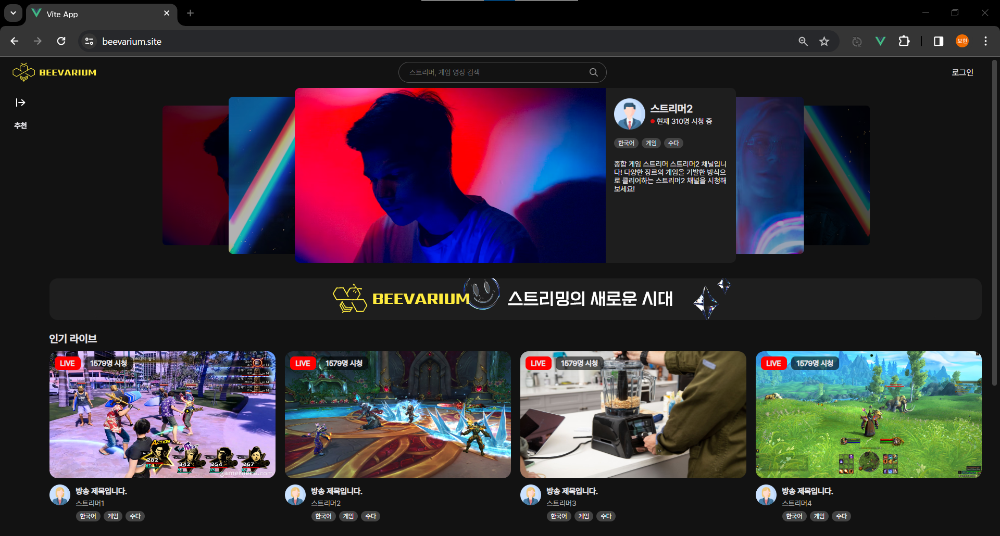 Vite App
beevarium.site
보현
BEEVARIUM
스트리머, 게임 영상 검색
로그인
추천
스트리머2
현재 310명 시청 중
한국어 게임 수다
종합 게임 스트리머 스트리머2 채널입니
다! 다양한 장르의 게임을 기발한 방식으
로 클리어하는 스트리머2 채널을 시청해
보세요!
BEEVARIUM 스트리밍의 새로운 시대
인기 라이브
LIVE 1579명 시청
LIVE 1579명 시청
LIVE 1579명 시청
LIVE 1579명 시청
ACTION
NEXT
282
342
254
267
gamemeca.com
방송 제목입니다.
스트리머1
한국어 게임 수다
방송 제목입니다.
스트리머2
한국어 게임 수다
방송 제목입니다.
스트리머3
한국어 게임 수다
방송 제목입니다.
스트리머4
한국어 게임 수다